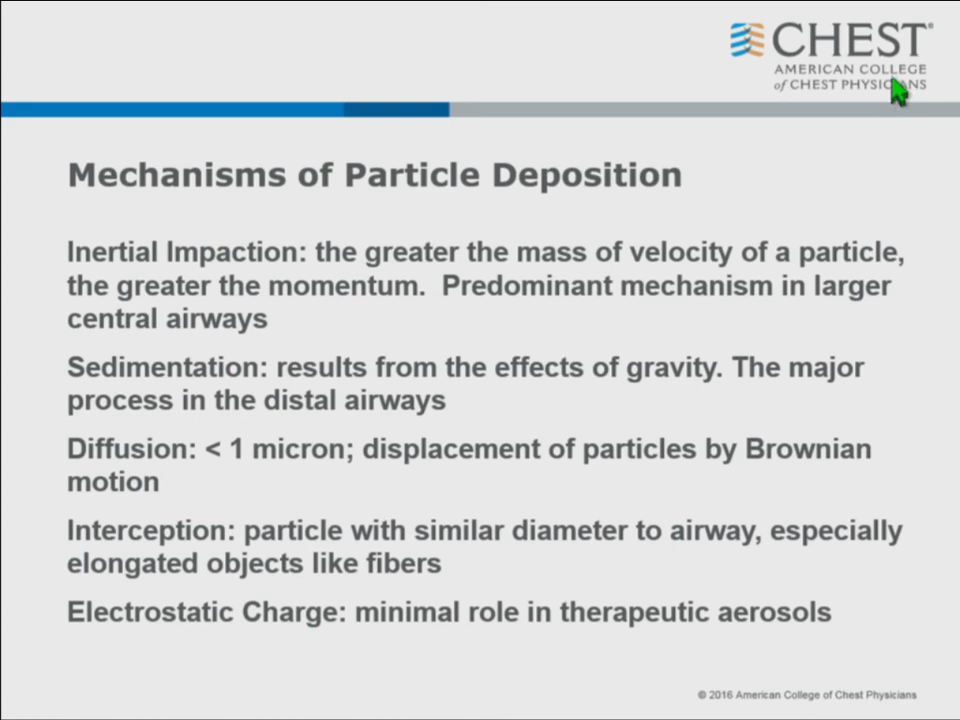 CHEST®
AMERICAN COLLEGE
of CHEST PHYSICIANS
Mechanisms of Particle Deposition
Inertial Impaction: the greater the mass of velocity of a particle,
the greater the momentum.  Predominant mechanism in larger
central airways
Sedimentation: results from the effects of gravity. The major
process in the distal airways
Diffusion: < 1 micron; displacement of particles by Brownian
motion
Interception: particle with similar diameter to airway, especially
elongated objects like fibers
Electrostatic Charge: minimal role in therapeutic aerosols
© 2016 American College of Chest Physicians